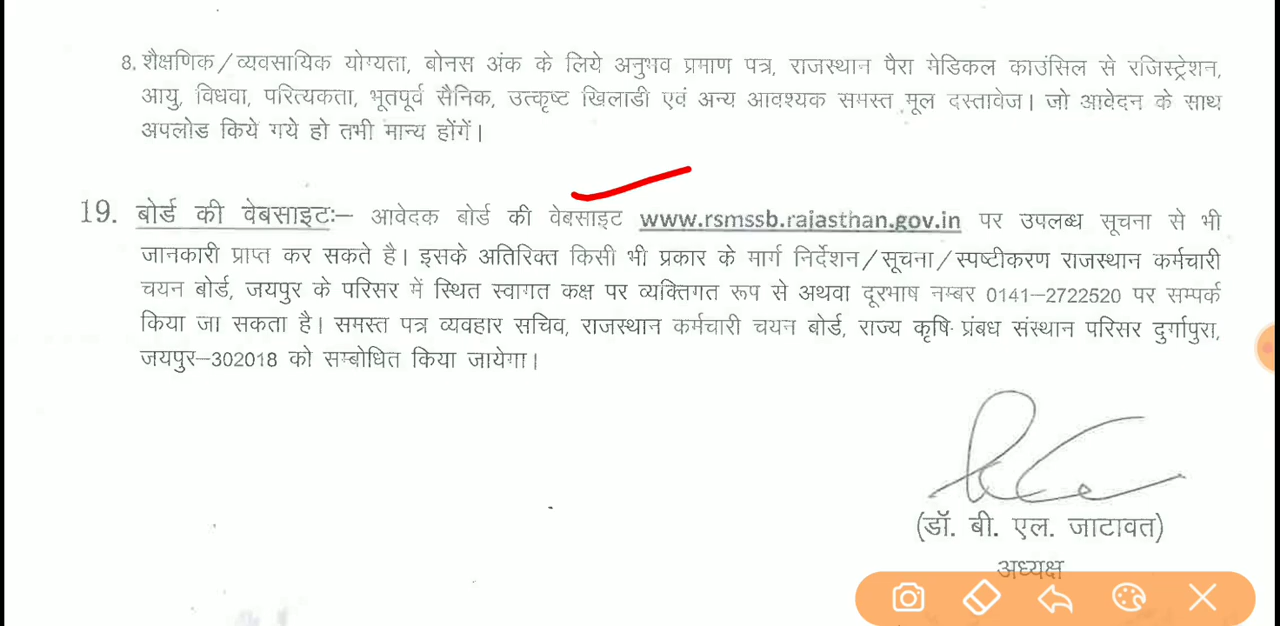 8. शैक्षणिक/व्यवसायिक योग्यता, बोनस अंक के लिये अनुभव प्रमाण पत्र, राजस्थान पैरा मेडिकल काउंसिल से रजिस्ट्रेशन,
आयु, विधवा, परित्यकता, भूतपूर्व सैनिक, उत्कृष्ट खिलाडी एवं अन्य आवश्यक समस्त मूल दस्तावेज। जो आवेदन के साथ
अपलोड किये गये हो तभी मान्य होंगें।
19. बोर्ड की वेबसाइटः– आवेदक बोर्ड की वेबसाइट www.rsmssb.rajasthan.gov.in पर उपलब्ध सूचना से भी
जानकारी प्राप्त कर सकते है। इसके अतिरिक्त किसी भी प्रकार के मार्ग निर्देशन/सूचना/स्पष्टीकरण राजस्थान कर्मचारी
चयन बोर्ड, जयपुर के परिसर में स्थित स्वागत कक्ष पर व्यक्तिगत रूप से अथवा दूरभाष नम्बर 0141–2722520 पर सम्पर्क
किया जा सकता है। समस्त पत्र व्यवहार सचिव, राजस्थान कर्मचारी चयन बोर्ड, राज्य कृषि प्रंबध संस्थान परिसर दुर्गापुरा,
जयपुर–302018 को सम्बोधित किया जायेगा।
(डॉ. बी. एल. जाटावत)
अध्यक्ष